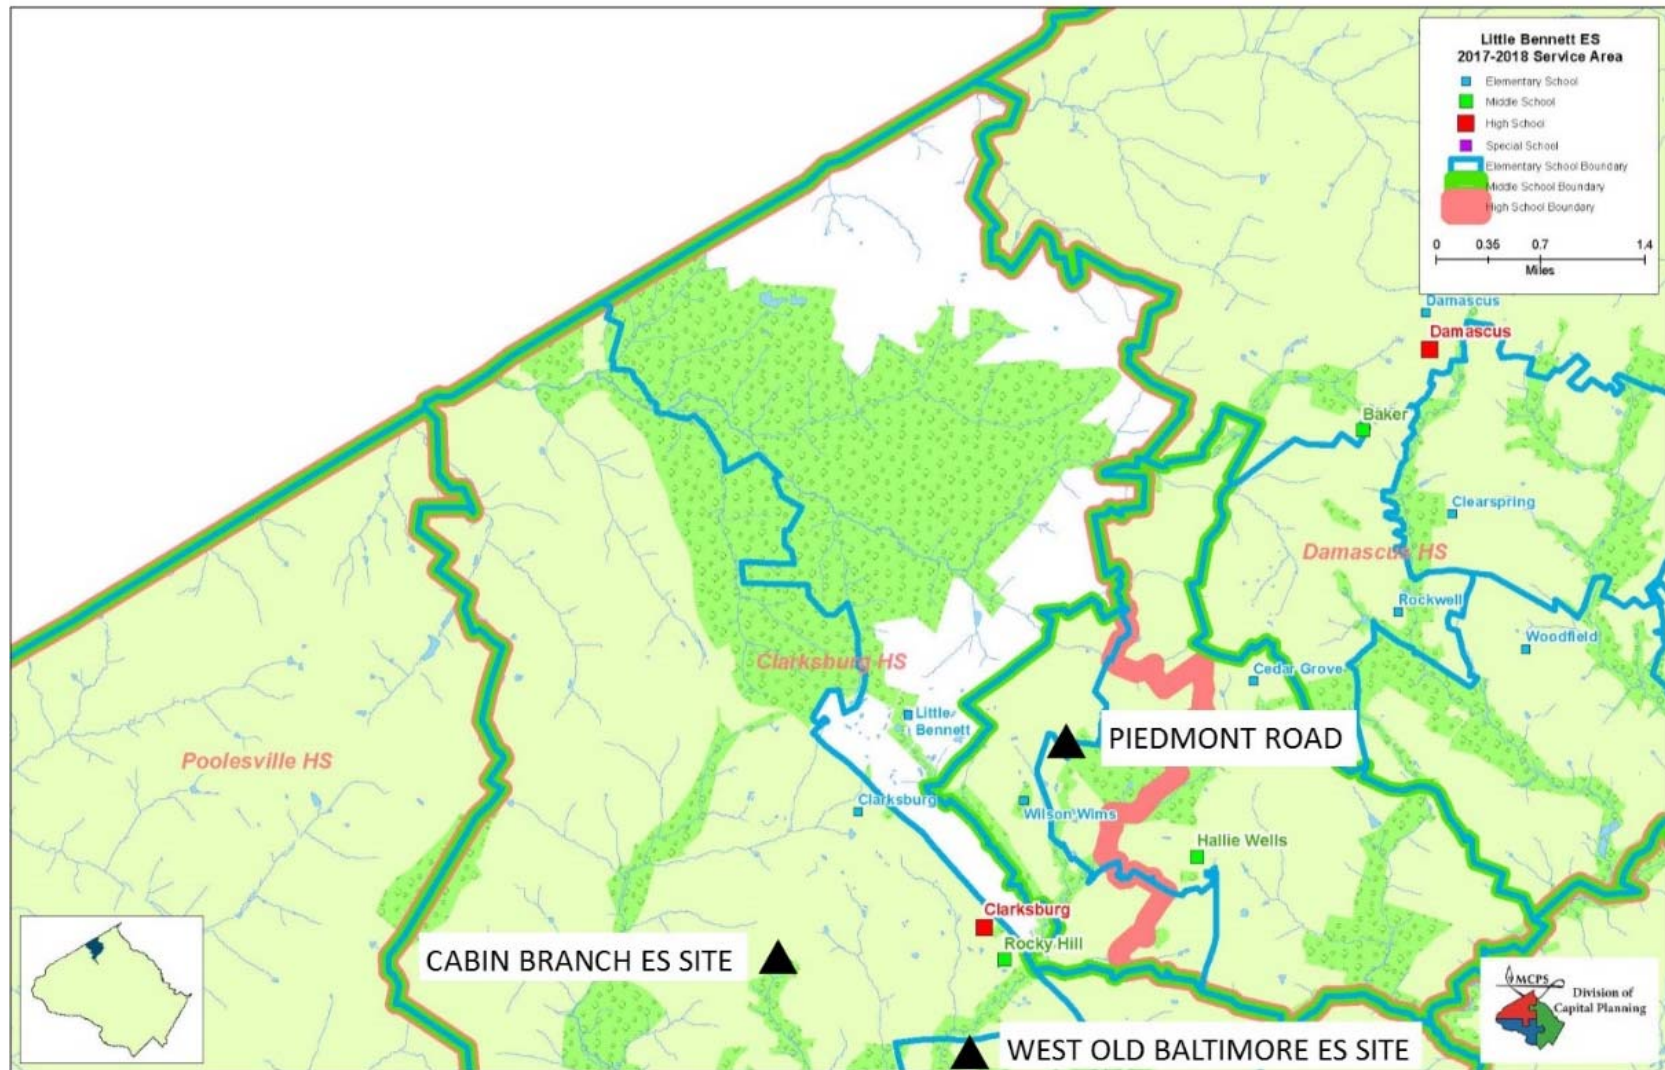 Little Bennett ES
2017-2018 Service Area
Elementary School
Middle School
High School
Special School
Elementary School Boundary
Middle School Boundary
High School Boundary
0 0.35 0.7 1.4
Miles
Damascus
Damascus
Baker
Clearspring
Damascus HS
Rockwell
Woodfield
Clarksburg HS
Cedar Grove
Little
Bennett
PIEDMONT ROAD
Poolesville HS
Clarksburg
Wilson Wims
Hallie Wells
Clarksburg
Rocky Hill
CABIN BRANCH ES SITE
WEST OLD BALTIMORE ES SITE
MCPS
Division of
Capital Planning